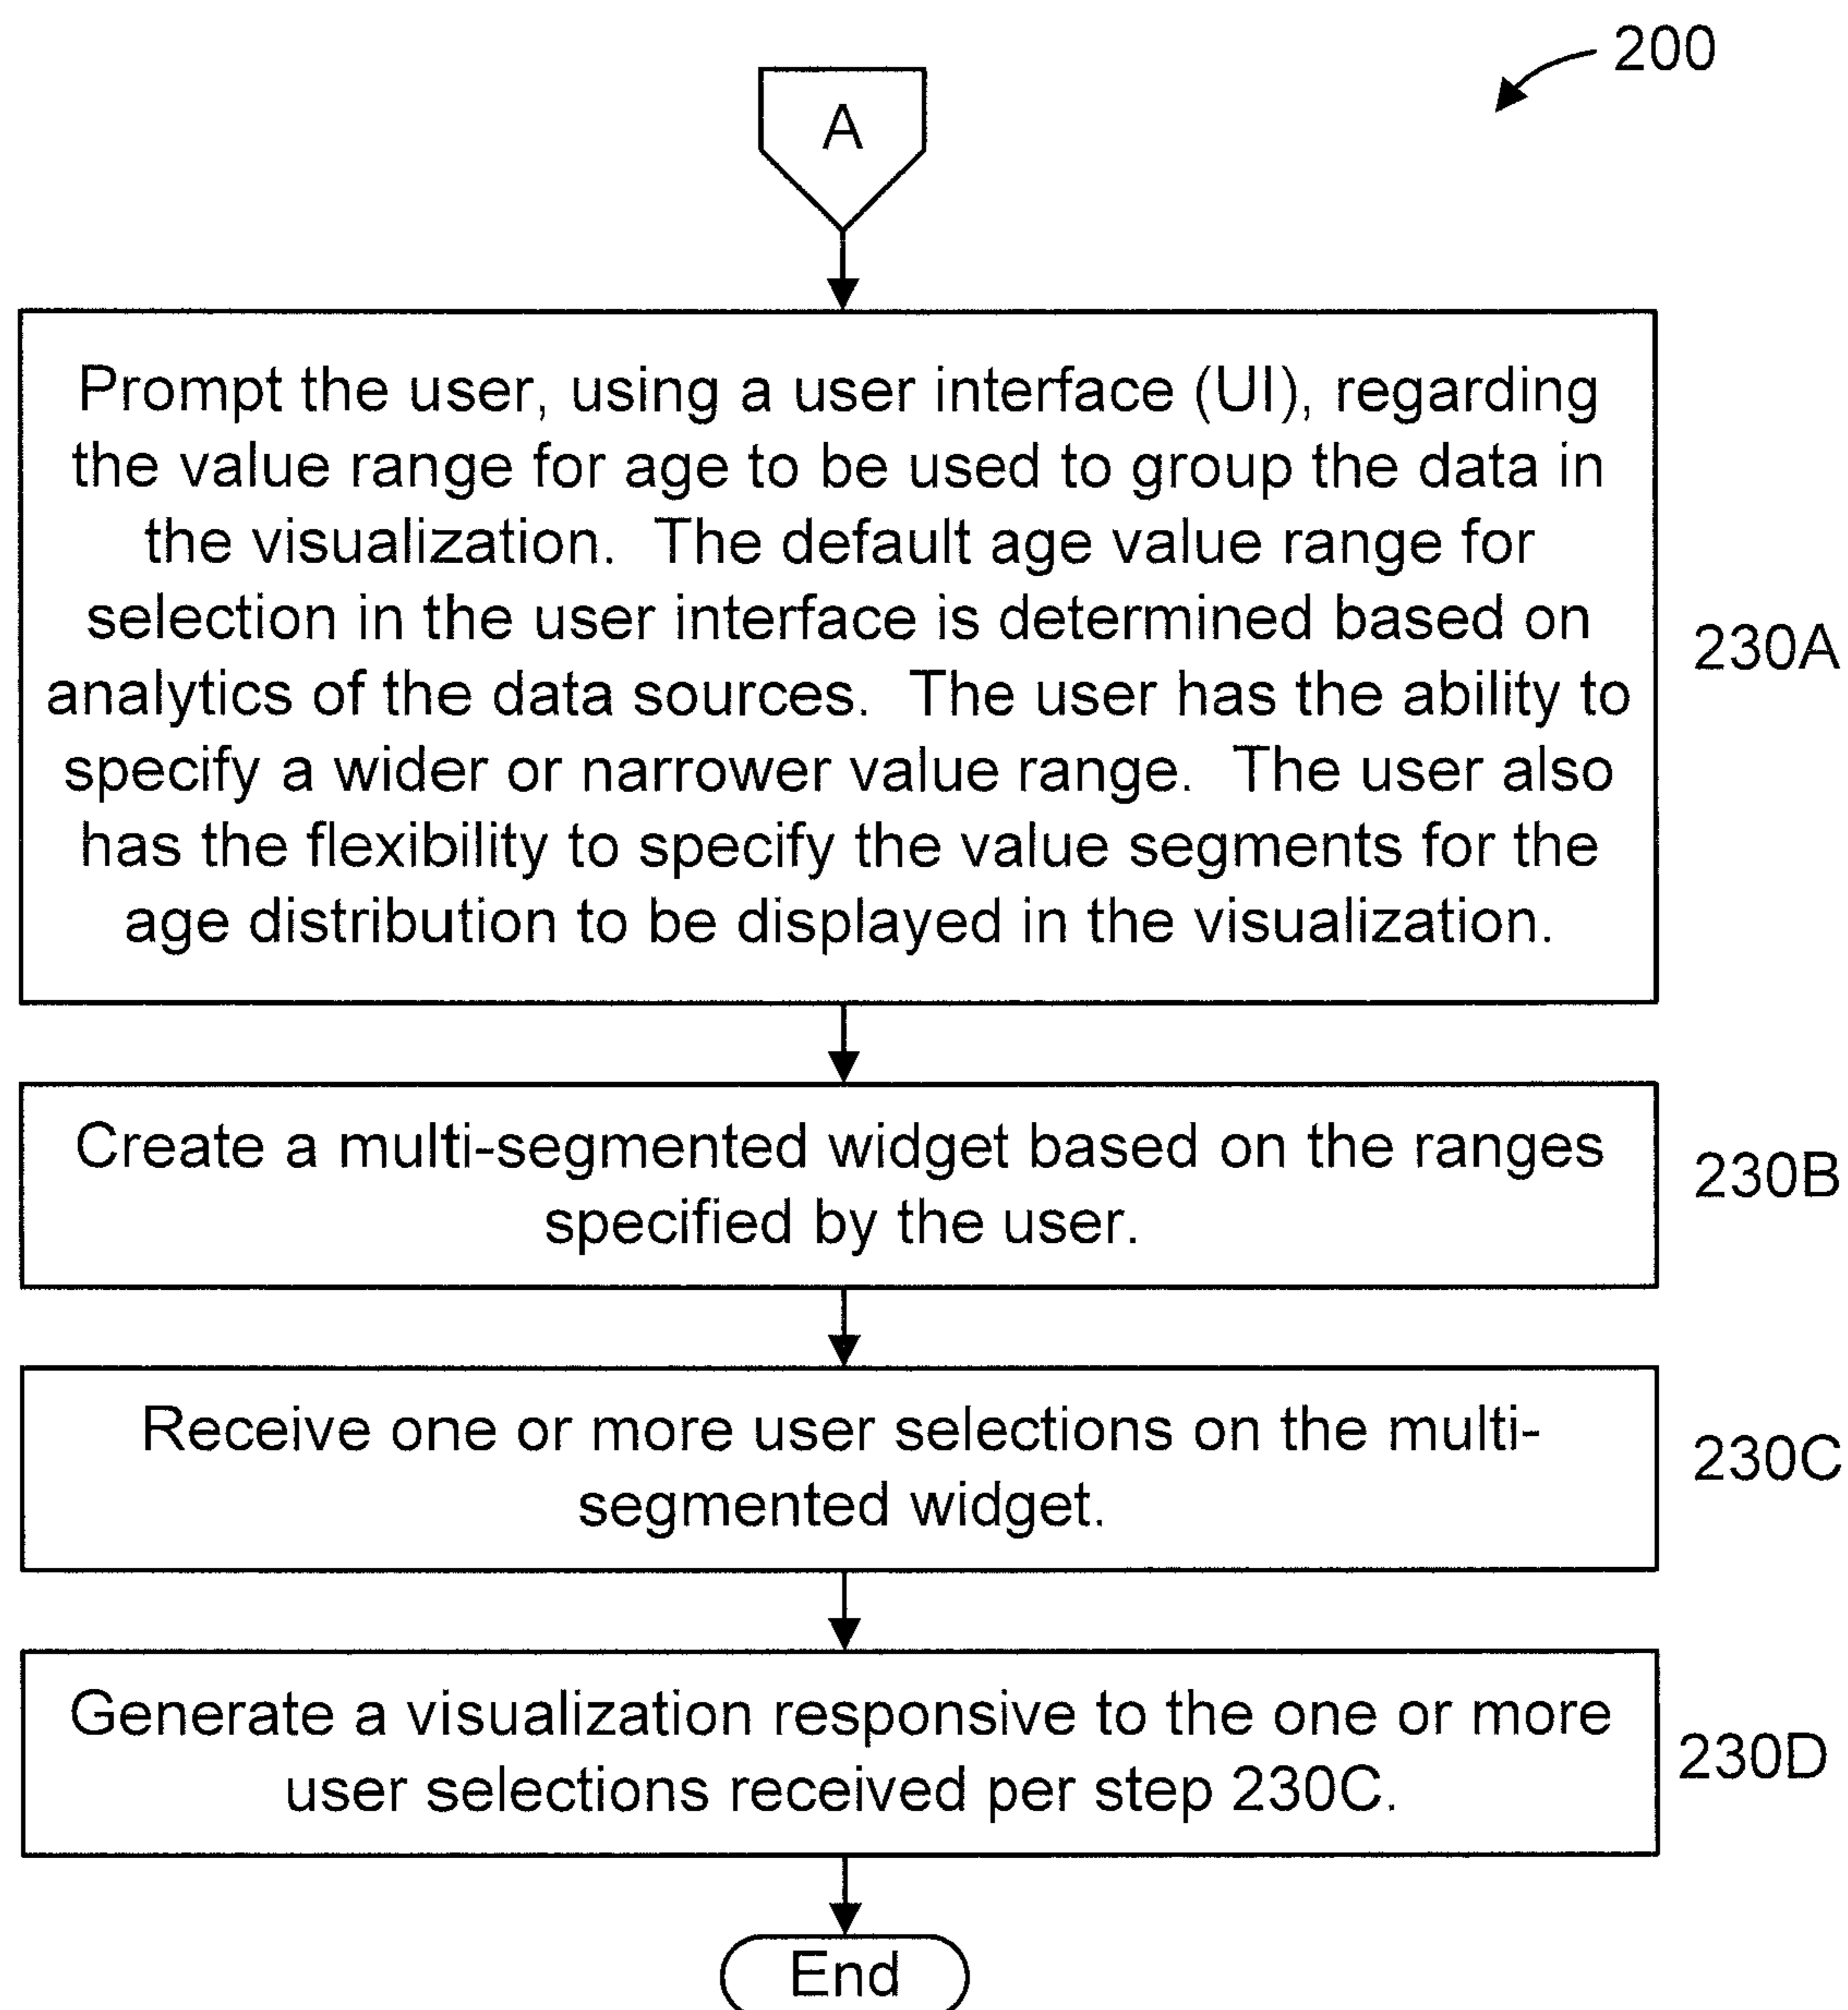 200
A
Prompt the user, using a user interface (UI), regarding
the value range for age to be used to group the data in
the visualization.  The default age value range for
selection in the user interface is determined based on
analytics of the data sources.  The user has the ability to
specify a wider or narrower value range.  The user also
has the flexibility to specify the value segments for the
age distribution to be displayed in the visualization.
230A
Create a multi-segmented widget based on the ranges
specified by the user.
230B
Receive one or more user selections on the multi-
segmented widget.
230C
Generate a visualization responsive to the one or more
user selections received per step 230C.
230D
End